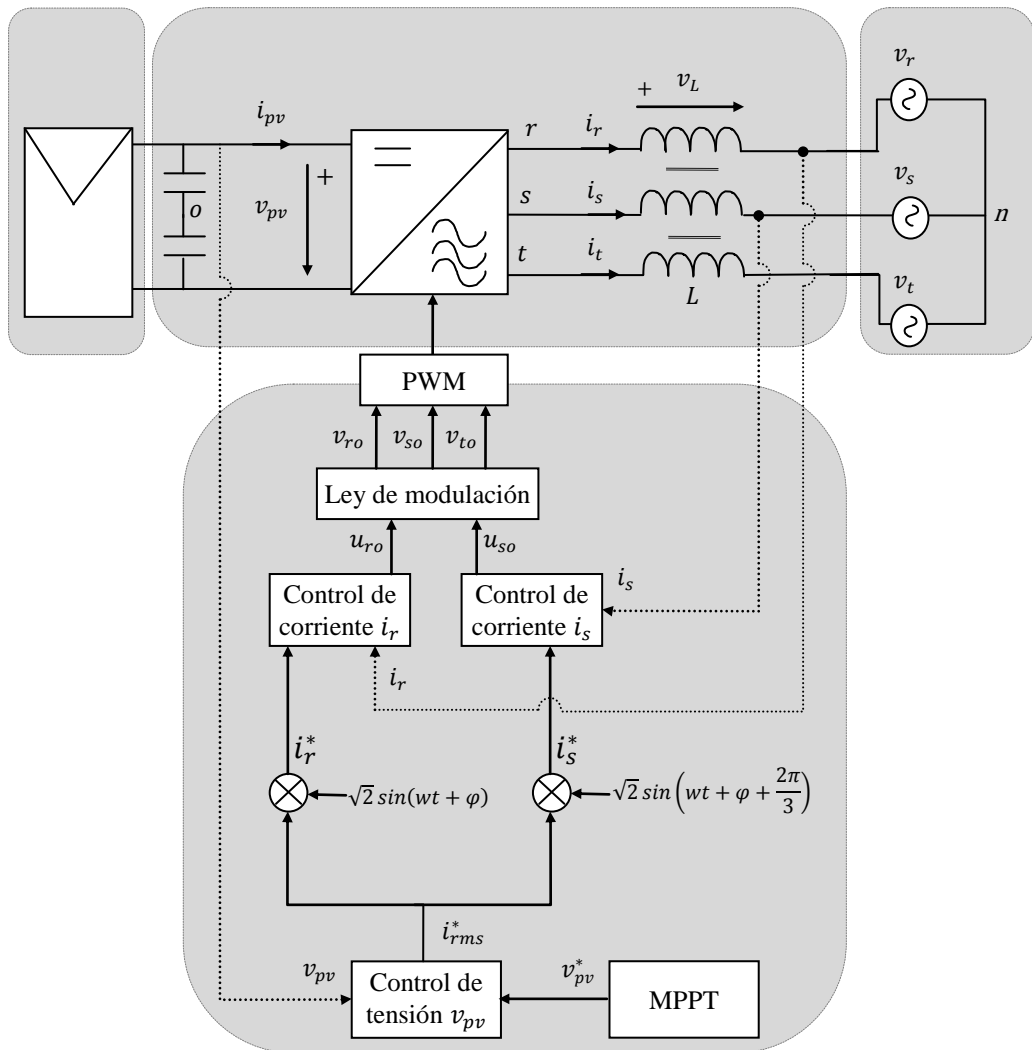 v_r
v_L
+
i_pv
r
i_r
+
v_pv
o
s
i_s
v_s
n
t
i_t
L
v_t
PWM
v_ro
v_so
v_to
Ley de modulación
u_ro
u_so
i_s
Control de
corriente i_r
Control de
corriente i_s
i_r
i_r^*
i_s^*
√2 sin(wt + φ)
√2 sin(wt + φ + 2π/3)
i_rms^*
v_pv
v_pv^*
Control de
tensión v_pv
MPPT